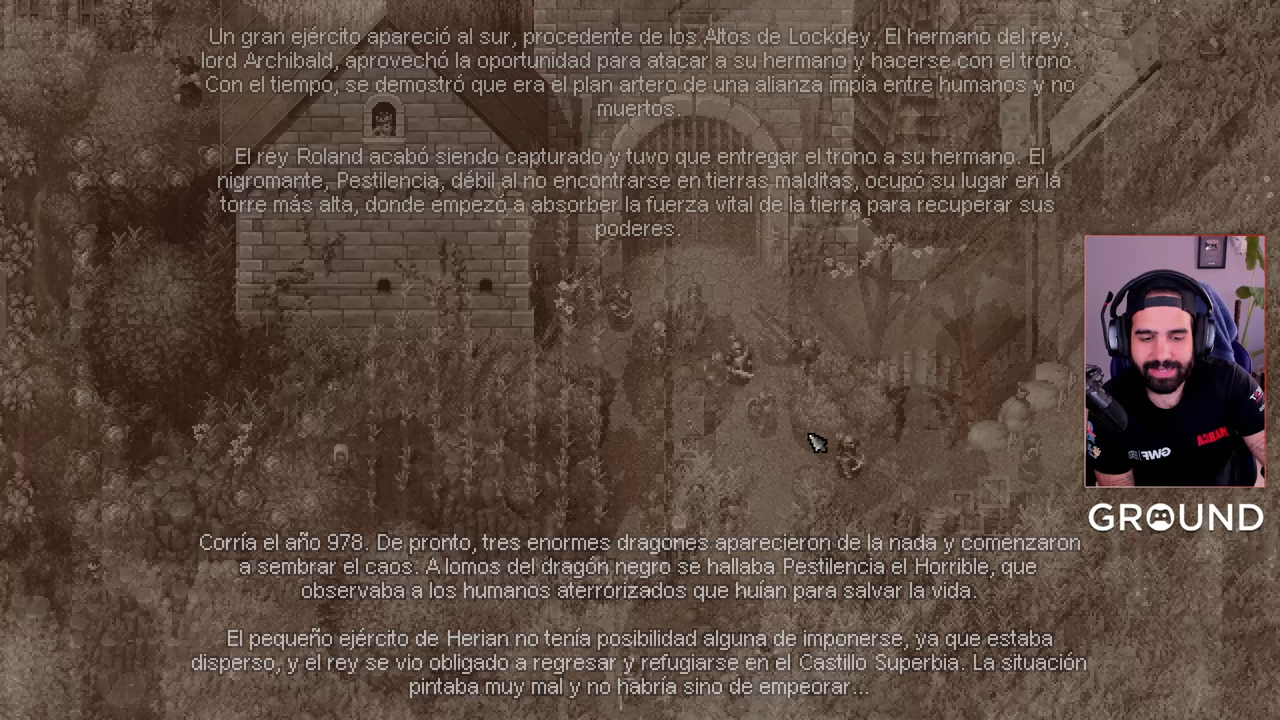 Un gran ejército apareció al sur, procedente de los Altos de Lockdey. El hermano del rey,
lord Archibald, aprovechó la oportunidad para atacar a su hermano y hacerse con el trono.
Con el tiempo, se demostró que era el plan artero de una alianza impía entre humanos y no
muertos.
El rey Roland acabó siendo capturado y tuvo que entregar el trono a su hermano. El
nigromante, Pestilencia, débil al no encontrarse en tierras malditas, ocupó su lugar en la
torre más alta, donde empezó a absorber la fuerza vital de la tierra para recuperar sus
poderes.
GROUND
Corría el año 978. De pronto, tres enormes dragones aparecieron de la nada y comenzaron
a sembrar el caos. A lomos del dragón negro se hallaba Pestilencia el Horrible, que
observaba a los humanos aterrorizados que huían para salvar la vida.
El pequeño ejército de Herian no tenía posibilidad alguna de imponerse, ya que estaba
disperso, y el rey se vio obligado a regresar y refugiarse en el Castillo Superbia. La situación
pintaba muy mal y no habría sino de empeorar...